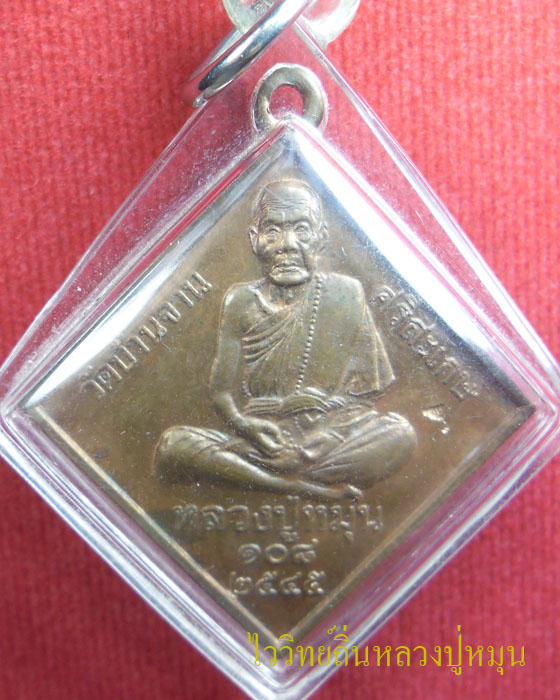 วัดบ้านจาน
ศรีสะเกษ
หลวงปู่หมุน
๑๐๘
๒๕๔๕
ไววิทย์ถิ่นหลวงปู่หมุน